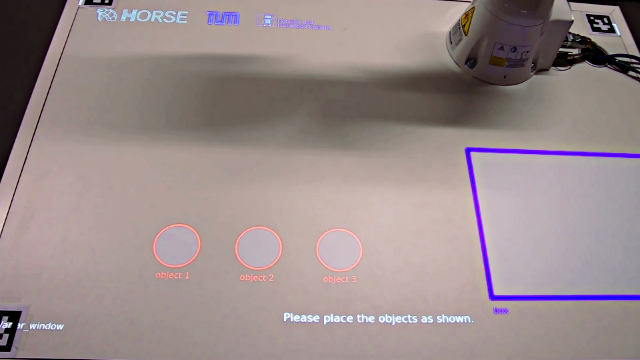 HORSE
TUM
object 1
object 2
object 3
Please place the objects as shown.